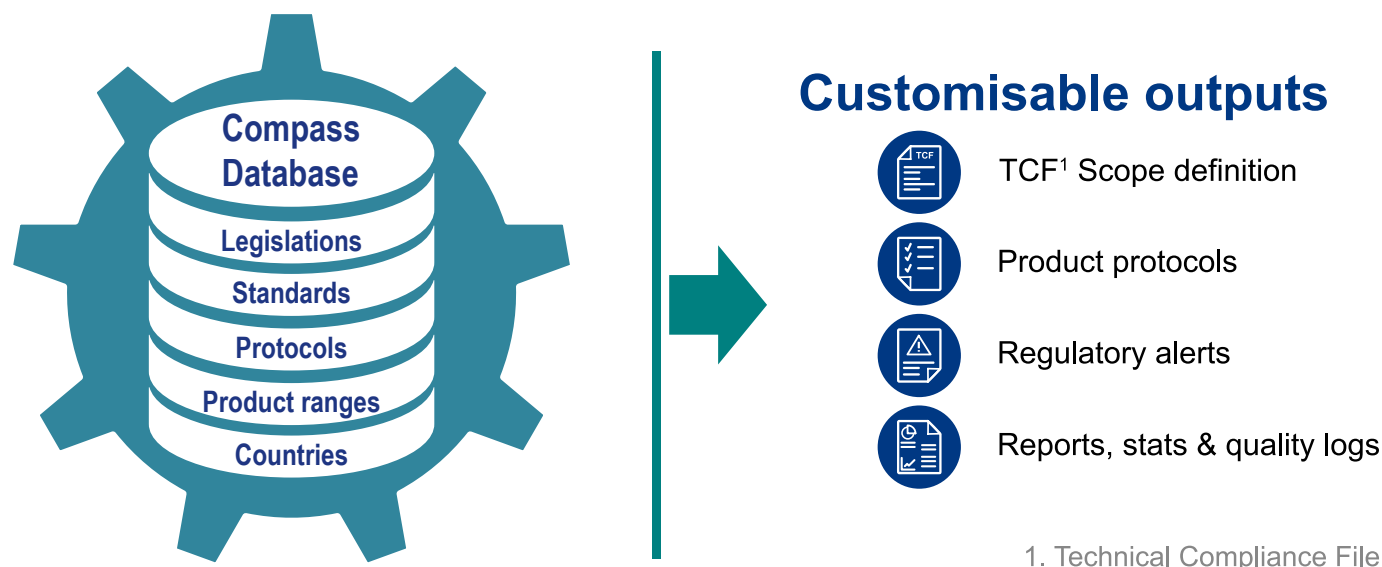 Compass
Database
Legislations
Standards
Protocols
Product ranges
Countries
Customisable outputs
TCF
TCF¹ Scope definition
Product protocols
Regulatory alerts
Reports, stats & quality logs
1. Technical Compliance File